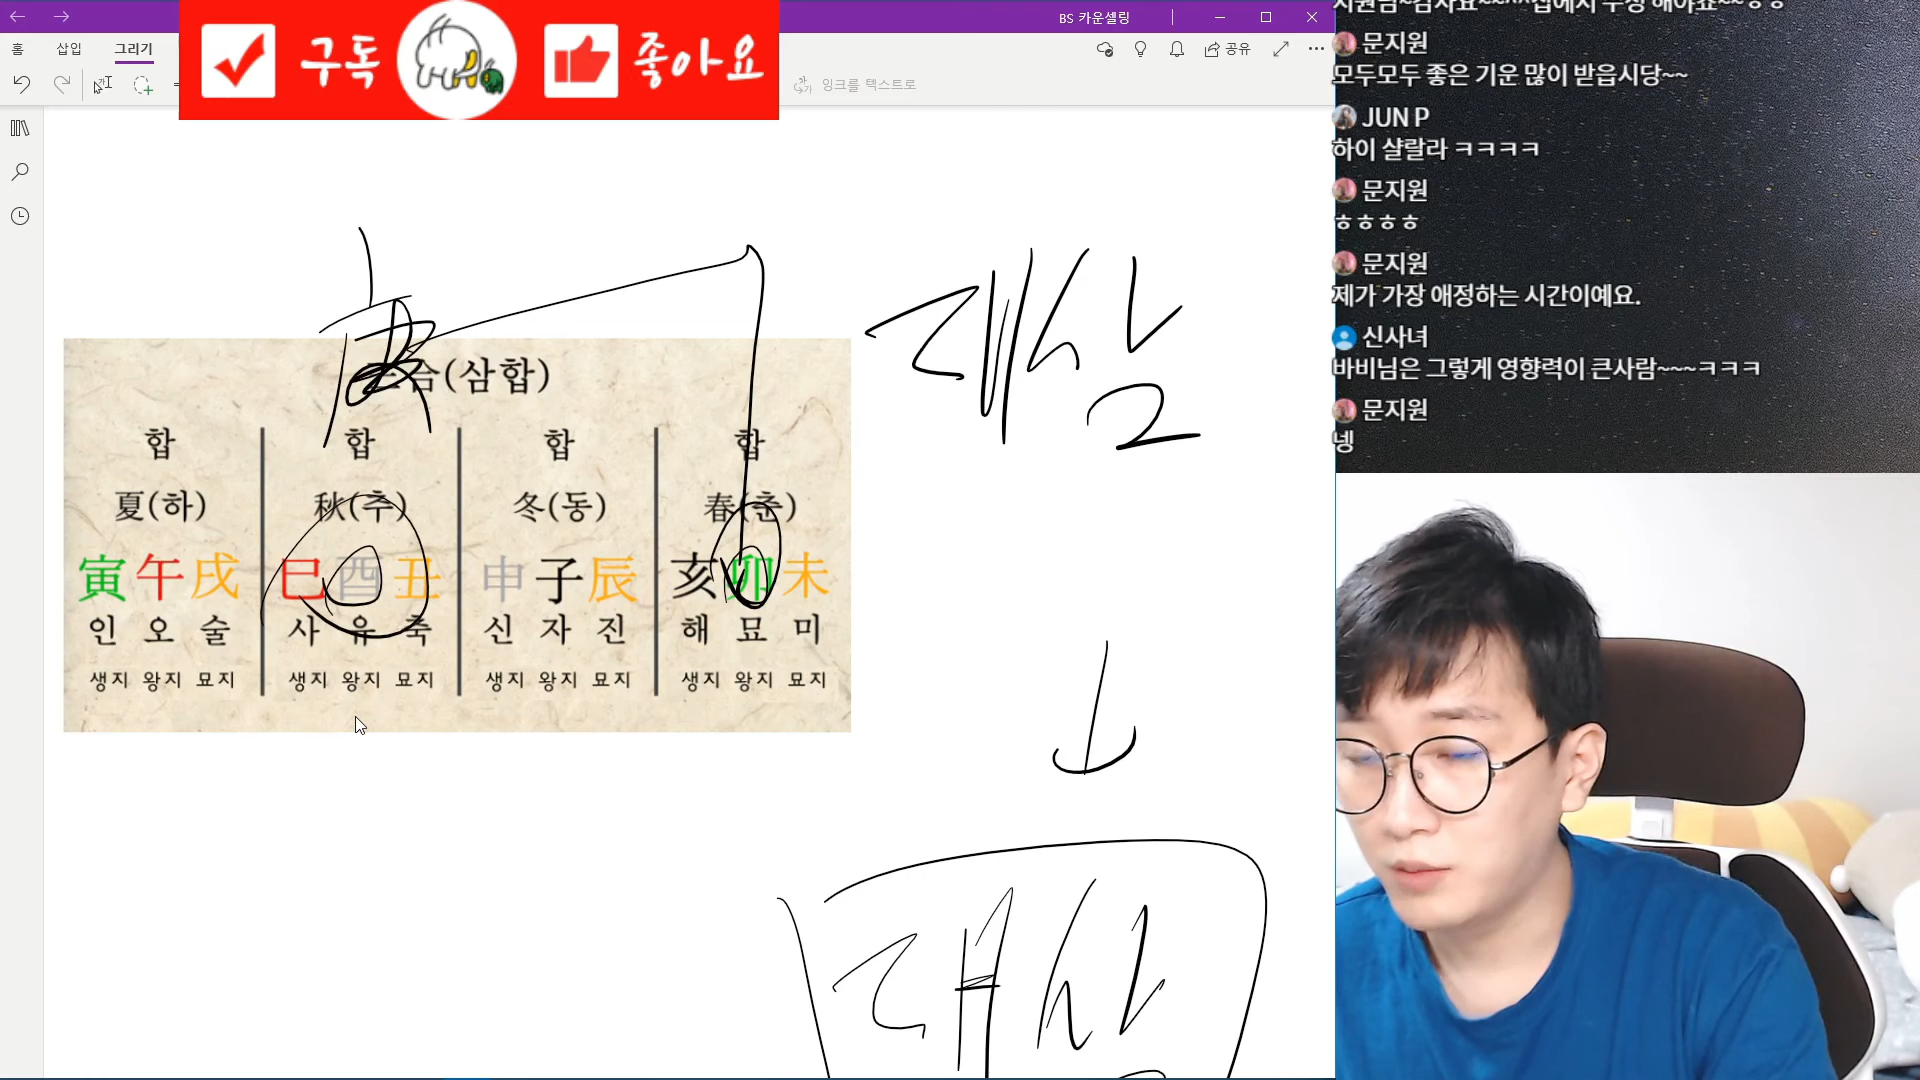 BS 카운셀링
홈 삽입 그리기
공유
구독 좋아요
잉크를 텍스트로
庚
대삼
합(삼합)
합 합 합 합
夏(하) 秋(추) 冬(동) 春(춘)
寅午戌 巳酉丑 申子辰 亥卯未
인 오 술 사 유 축 신 자 진 해 묘 미
생지 왕지 묘지 생지 왕지 묘지 생지 왕지 묘지 생지 왕지 묘지
문지원
모두모두 좋은 기운 많이 받읍시당~~
JUN P
하이 샬랄라 ㅋㅋㅋㅋ
문지원
ㅎㅎㅎㅎ
문지원
제가 가장 애정하는 시간이예요.
신사녀
바비님은 그렇게 영향력이 큰사람~~~ㅋㅋㅋ
문지원
넹